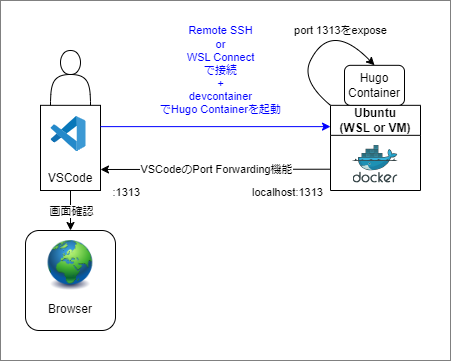 Remote SSH
or
WSL Connect
で接続
+
devcontainer
でHugo Containerを起動
port 1313をexpose
Hugo
Container
Ubuntu
(WSL or VM)
docker
VSCode
VSCodeのPort Forwarding機能
:1313
localhost:1313
画面確認
Browser